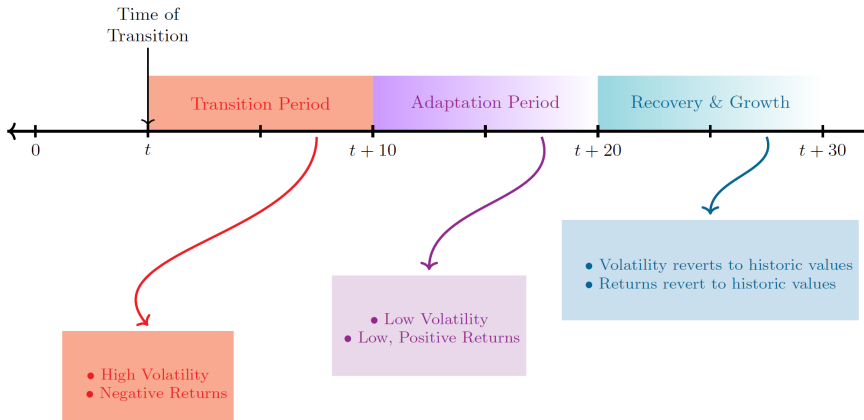 Time of
Transition
Transition Period
Adaptation Period
Recovery & Growth
0
t
t + 10
t + 20
t + 30
• Volatility reverts to historic values
• Returns revert to historic values
• Low Volatility
• Low, Positive Returns
• High Volatility
• Negative Returns